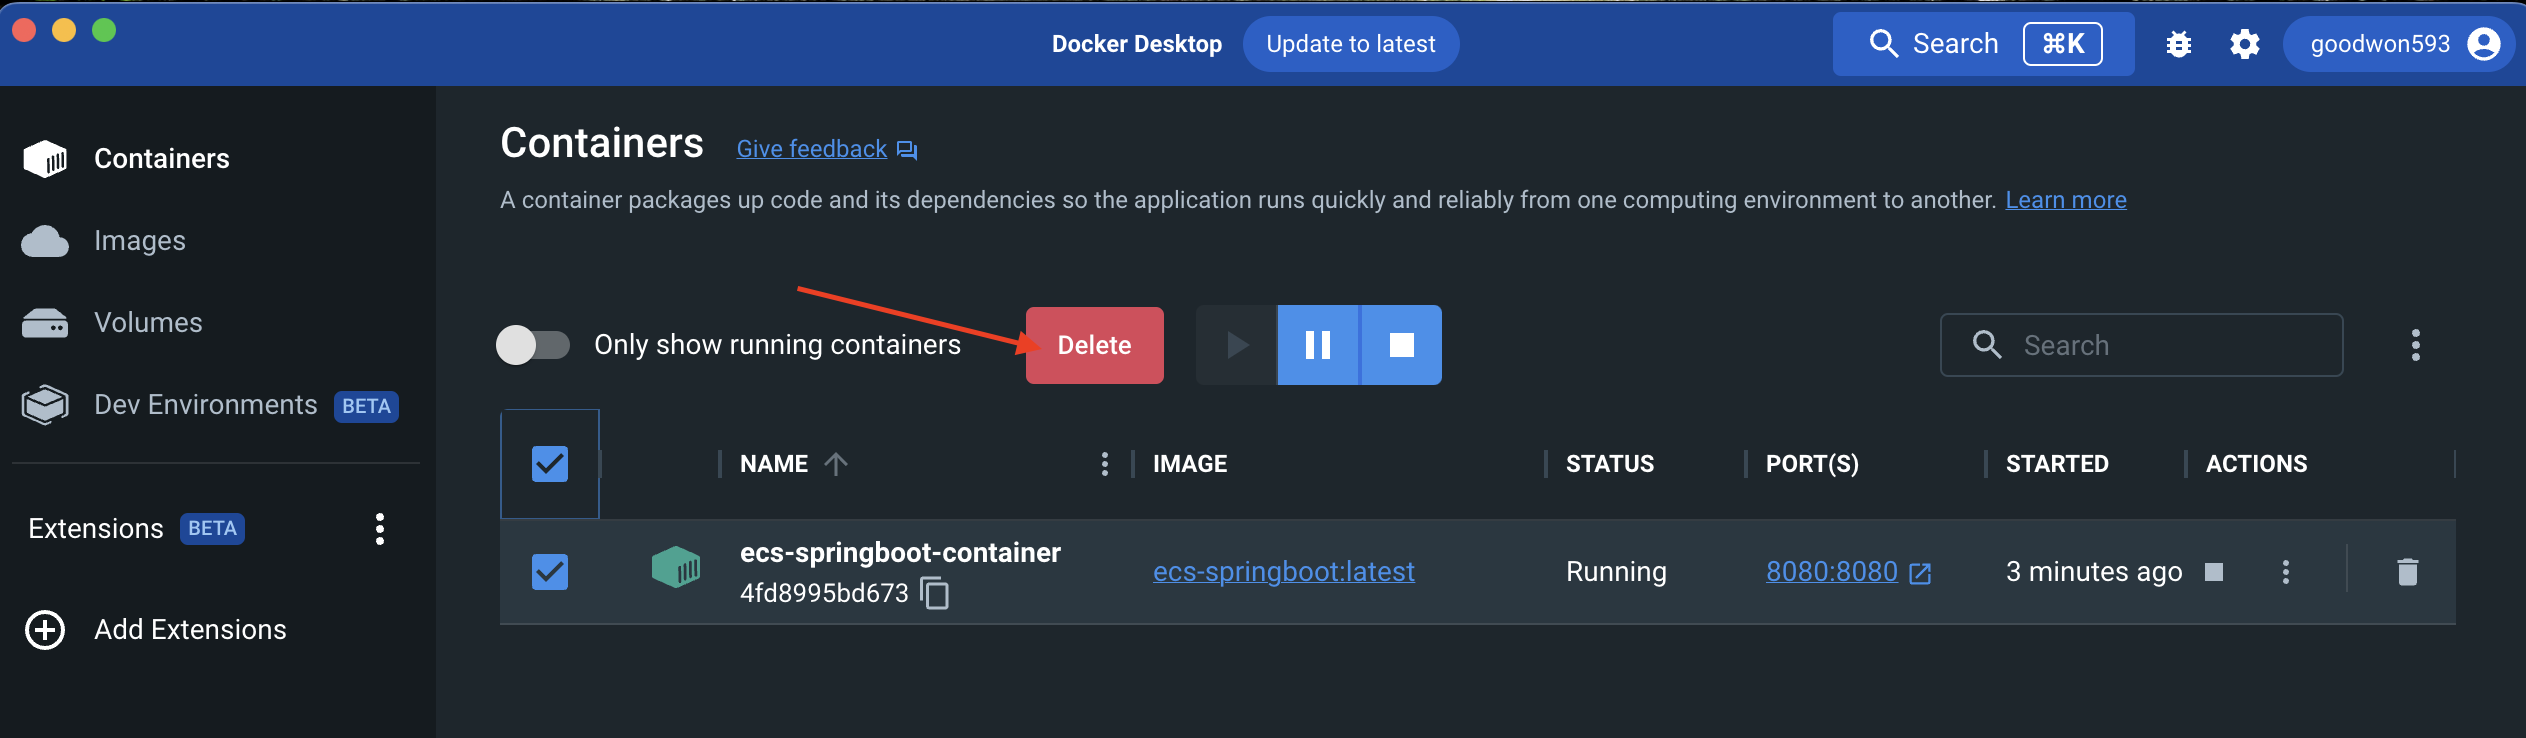 Docker Desktop
Update to latest
Search
⌘K
goodwon593
Containers
Images
Volumes
Dev Environments
BETA
Extensions
BETA
Add Extensions
Containers
Give feedback
A container packages up code and its dependencies so the application runs quickly and reliably from one computing environment to another. Learn more
Only show running containers
Delete
Search
NAME
IMAGE
STATUS
PORT(S)
STARTED
ACTIONS
ecs-springboot-container
4fd8995bd673
ecs-springboot:latest
Running
8080:8080
3 minutes ago